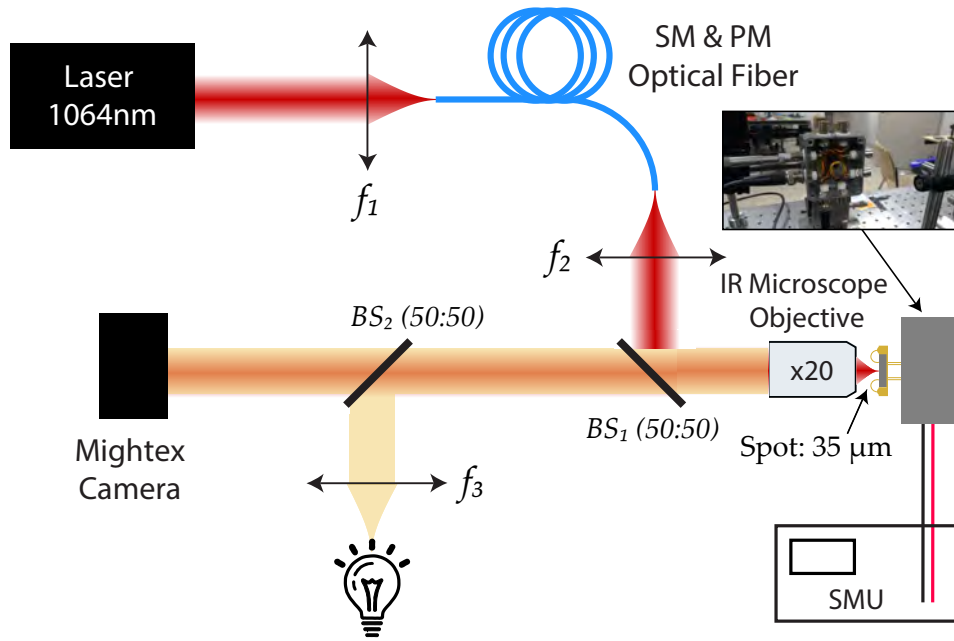 Laser
1064nm
f₁
SM & PM
Optical Fiber
f₂
IR Microscope
Objective
BS₂ (50:50)
x20
BS₁ (50:50)
Spot: 35 μm
Mightex
Camera
f₃
SMU